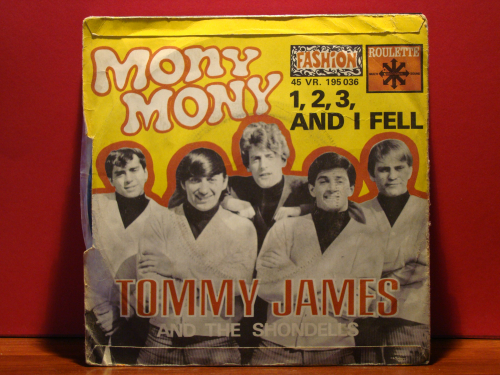 MONY
MONY
FASHION
45 VR. 195 036
ROULETTE
1, 2, 3,
AND I FELL
TOMMY JAMES
AND THE SHONDELLS